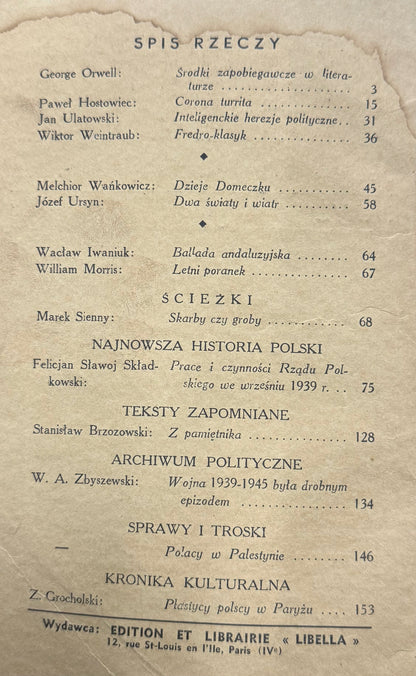 SPIS RZECZY
George Orwell: Środki zapobiegawcze w litera-
turze ................ 3
Paweł Hostowiec: Corona turrita ........... 15
Jan Ulatowski: Inteligenckie herezje polityczne.. 31
Wiktor Weintraub: Fredro-klasyk ............ 36
◆
Melchior Wańkowicz: Dzieje Domeczku ......... 45
Józef Ursyn: Dwa światy i wiatr ........ 58
◆
Wacław Iwaniuk: Ballada andaluzyjska ........ 64
William Morris: Letni poranek ............ 67
ŚCIEŻKI
Marek Sienny: Skarby czy groby ........... 68
NAJNOWSZA HISTORIA POLSKI
Felicjan Sławoj Skład- Prace i czynności Rządu Pol-
kowski: skiego we wrześniu 1939 r. .. 75
TEKSTY ZAPOMNIANE
Stanisław Brzozowski: Z pamiętnika .............. 128
ARCHIWUM POLITYCZNE
W. A. Zbyszewski: Wojna 1939-1945 była drobnym
epizodem .............. 134
SPRAWY I TROSKI
— Polacy w Palestynie ........ 146
KRONIKA KULTURALNA
Z. Grocholski: Plastycy polscy w Paryżu .... 153
Wydawca: EDITION ET LIBRAIRIE « LIBELLA »
12, rue St-Louis en l'Ile, Paris (IVe)